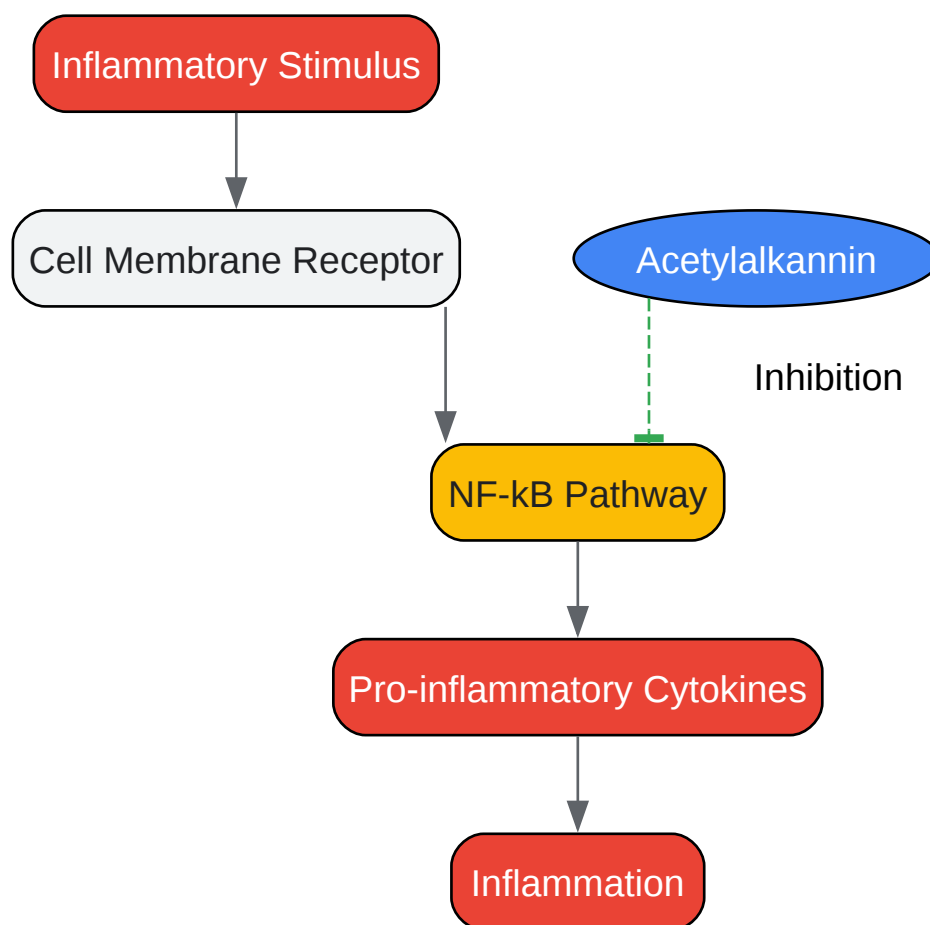 Inflammatory Stimulus
Cell Membrane Receptor
Acetylalkannin
Inhibition
NF-kB Pathway
Pro-inflammatory Cytokines
Inflammation